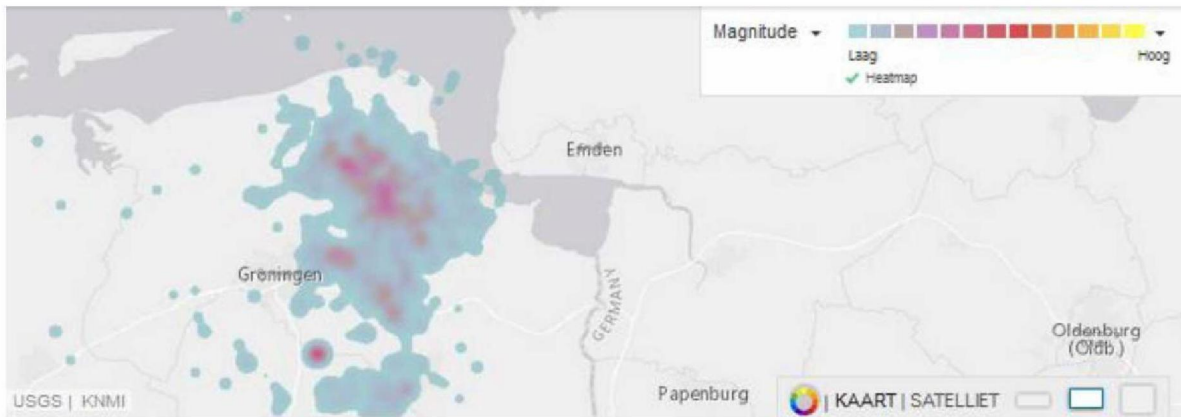 Magnitude
Laag
Hoog
Heatmap
Emden
Groningen
GERMANY
Oldenburg
(Oldb.)
Papenburg
USGS | KNMI
| KAART | SATELLIET